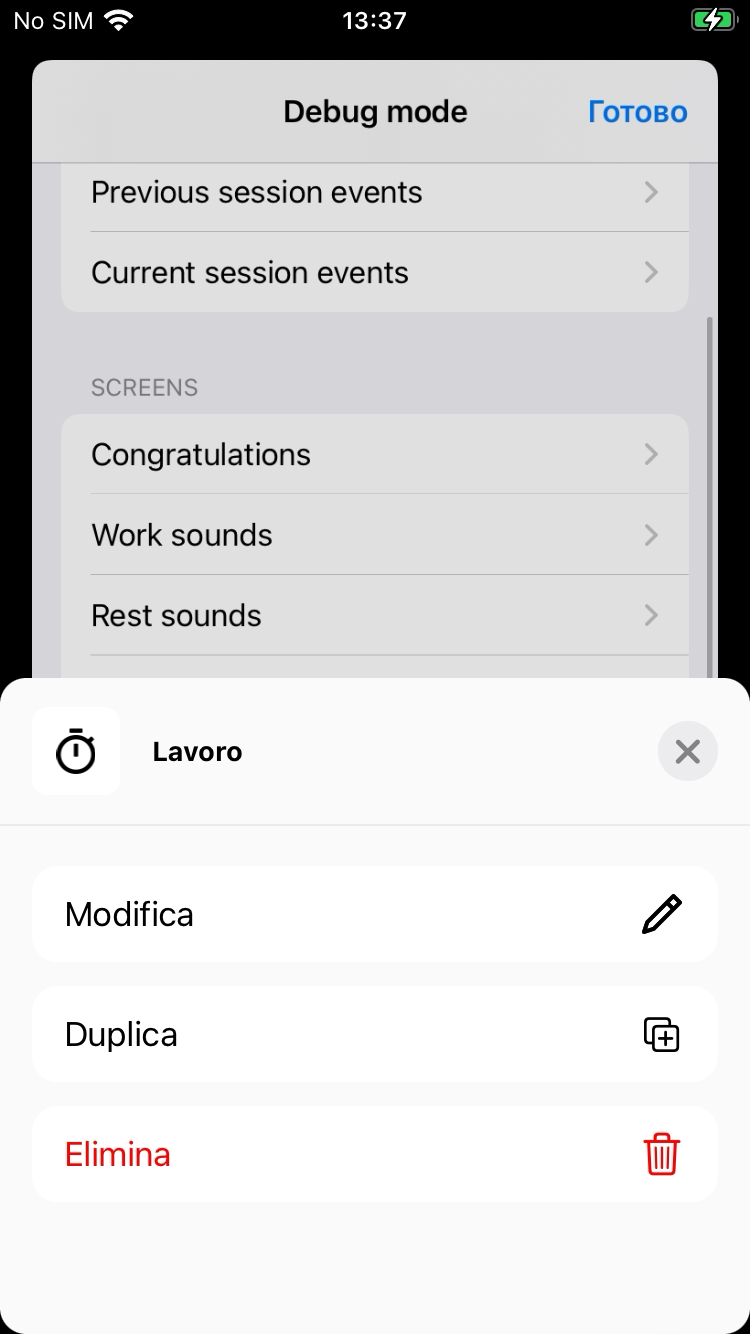 No SIM 13:37
Debug mode Готово
Previous session events
Current session events
SCREENS
Congratulations
Work sounds
Rest sounds
Lavoro
Modifica
Duplica
Elimina